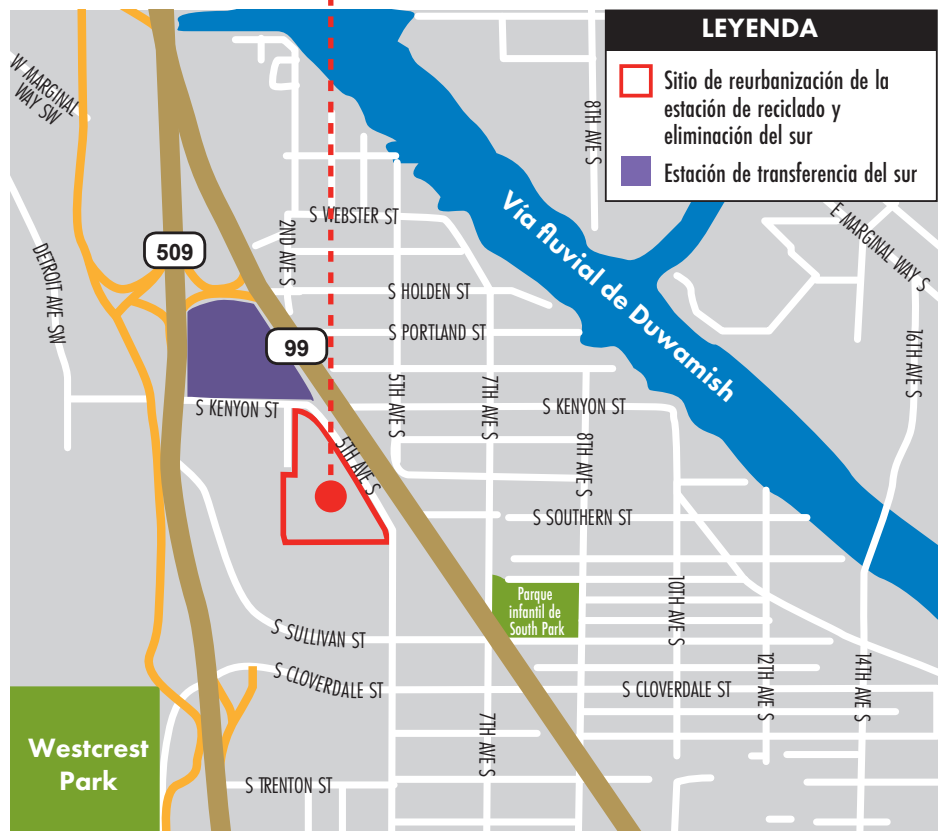 LEYENDA
Sitio de reurbanización de la
estación de reciclado y
eliminación del sur
Estación de transferencia del sur
W MARGINAL
WAY SW
8TH AVE S
Vía fluvial de Duwamish
E MARGINAL WAY S
S WEBSTER ST
2ND AVE S
509
DETROIT AVE SW
S HOLDEN ST
S PORTLAND ST
99
16TH AVE S
5TH AVE S
7TH AVE S
S KENYON ST
S KENYON ST
5TH AVE S
8TH AVE S
S SOUTHERN ST
Parque
infantil de
South Park
10TH AVE S
S SULLIVAN ST
S CLOVERDALE ST
S CLOVERDALE ST
12TH AVE S
14TH AVE S
7TH AVE S
Westcrest
Park
S TRENTON ST